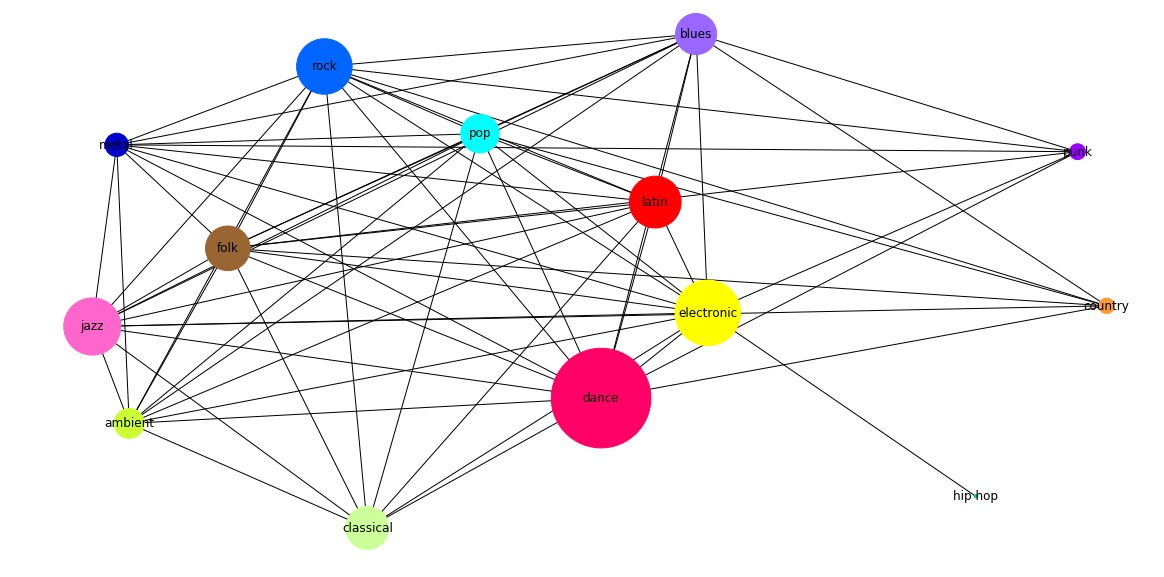 blues
rock
pop
metal
punk
latin
folk
country
electronic
jazz
dance
ambient
hip hop
classical